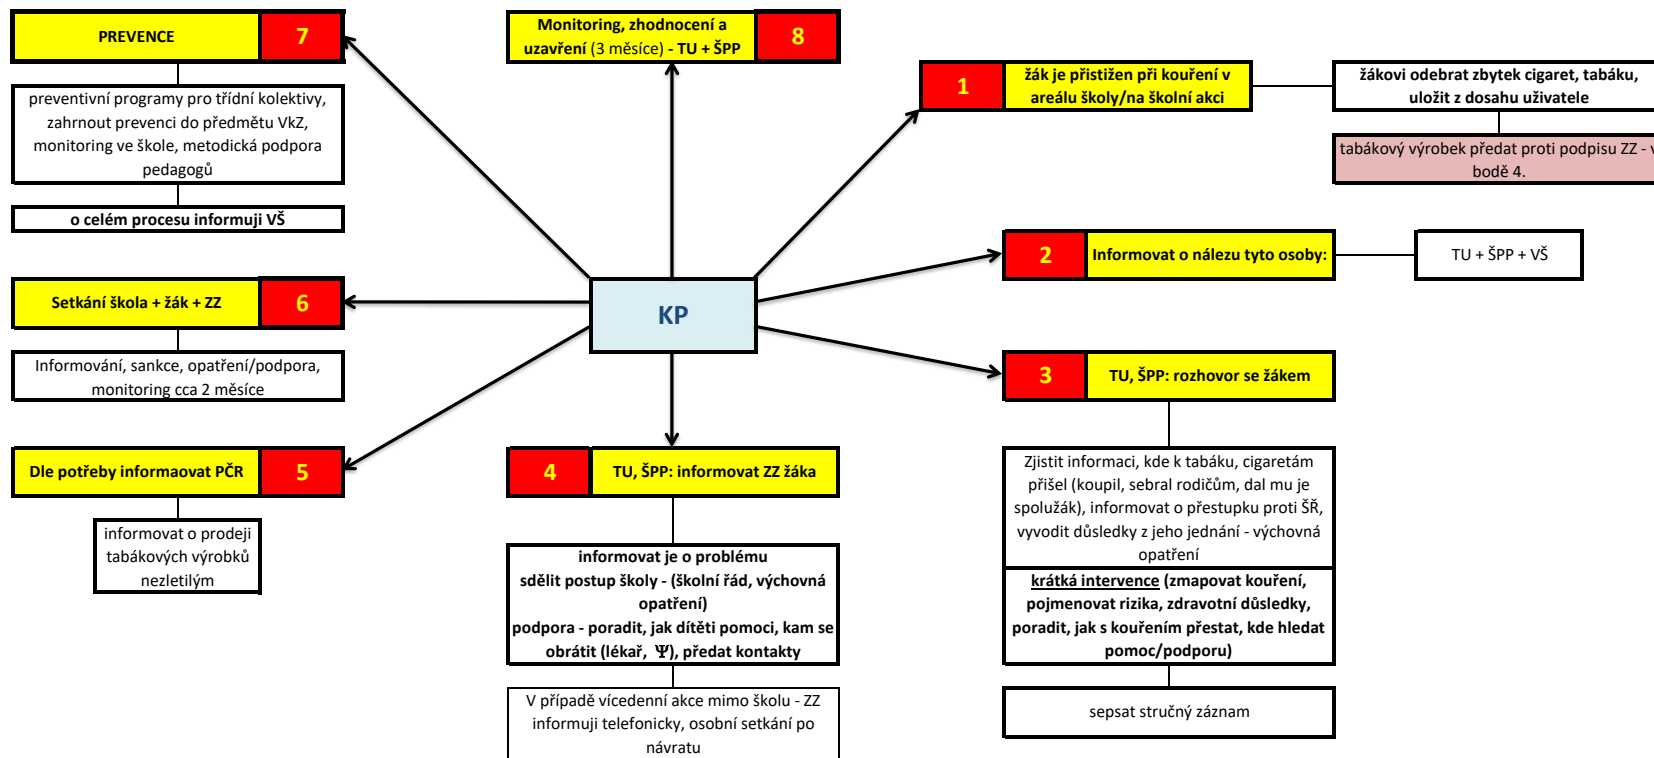 PREVENCE
7
preventivní programy pro třídní kolektivy,
zahrnout prevenci do předmětu VkZ,
monitoring ve škole, metodická podpora
pedagogů
o celém procesu informuji VŠ
Monitoring, zhodnocení a
uzavření (3 měsíce) - TU + ŠPP
8
1
žák je přistižen při kouření v
areálu školy/na školní akci
žákovi odebrat zbytek cigaret, tabáku,
uložit z dosahu uživatele
tabákový výrobek předat proti podpisu ZZ - v
bodě 4.
2
Informovat o nálezu tyto osoby:
TU + ŠPP + VŠ
Setkání škola + žák + ZZ
6
Informování, sankce, opatření/podpora,
monitoring cca 2 měsíce
KP
3
TU, ŠPP: rozhovor se žákem
Zjistit informaci, kde k tabáku, cigaretám
přišel (koupil, sebral rodičům, dal mu je
spolužák), informovat o přestupku proti ŠŘ,
vyvodit důsledky z jeho jednání - výchovná
opatření
krátká intervence (zmapovat kouření,
pojmenovat rizika, zdravotní důsledky,
poradit, jak s kouřením přestat, kde hledat
pomoc/podporu)
sepsat stručný záznam
Dle potřeby informaovat PČR
5
informovat o prodeji
tabákových výrobků
nezletilým
4
TU, ŠPP: informovat ZZ žáka
informovat je o problému
sdělit postup školy - (školní řád, výchovná
opatření)
podpora - poradit, jak dítěti pomoci, kam se
obrátit (lékař, Ψ), předat kontakty
V případě vícedenní akce mimo školu - ZZ
informuji telefonicky, osobní setkání po
návratu